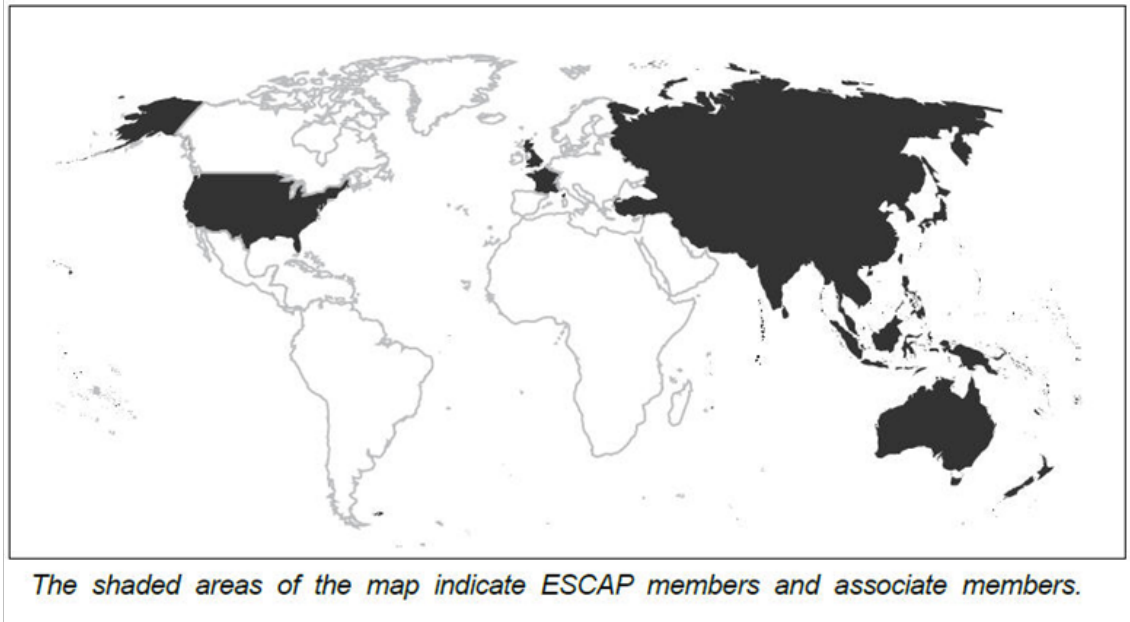 The shaded areas of the map indicate ESCAP members and associate members.